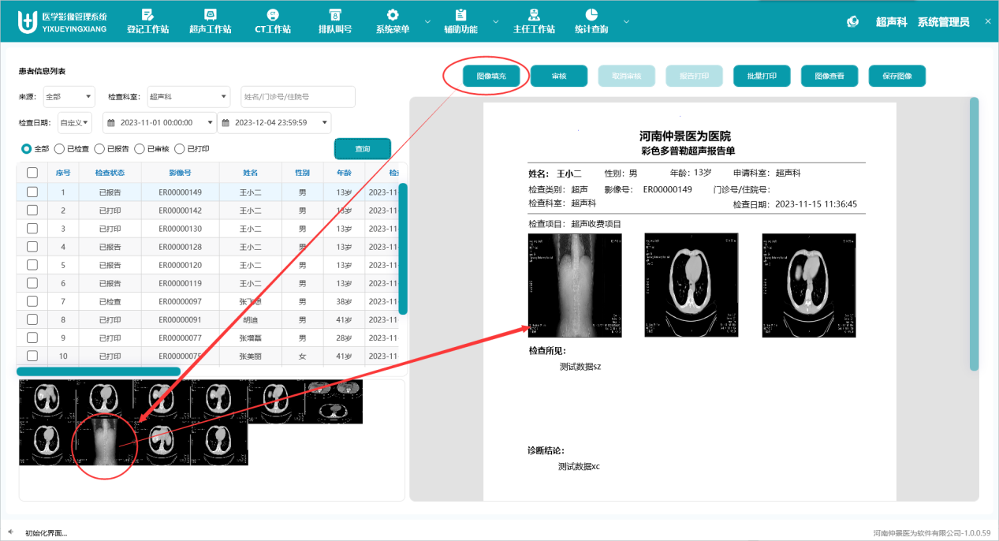 医学影像管理系统
YIXUEYINGXIANG
登记工作站 超声工作站 CT工作站 排队叫号 系统菜单 辅助功能 主任工作站 统计查询
超声科 系统管理员
患者信息列表
图像填充 审核 取消审核 报告打印 批量打印 图像查看 保存图像
来源: 全部 检查科室: 超声科 姓名/门诊号/住院号
检查日期: 自定义 2023-11-01 00:00:00 2023-12-04 23:59:59
全部 已检查 已报告 已审核 已打印 查询
序号 检查状态 影像号 姓名 性别 年龄
1 已报告 ER00000149 王小二 男 13岁 2023-11-
2 已打印 ER00000142 王小二 男 13岁 2023-11-
3 已打印 ER00000130 王小二 男 13岁 2023-11-
4 已报告 ER00000128 王小二 男 13岁 2023-11-
5 已报告 ER00000120 王小二 男 13岁 2023-11-
6 已报告 ER00000119 王小二 男 13岁 2023-11-
7 已检查 ER00000097 男 38岁 2023-11-
8 已打印 ER00000091 胡迪 男 41岁 2023-11-
9 已打印 ER00000077 张增磊 男 28岁 2023-11-
10 已打印 ER00000075 张美丽 女 41岁 2023-11-
河南仲景医为医院
彩色多普勒超声报告单
姓名: 王小二 性别: 男 年龄: 13岁 申请科室: 超声科
检查类别: 超声 影像号: ER00000149 门诊号/住院号:
检查科室: 超声科 检查日期: 2023-11-15 11:36:45
检查项目: 超声收费项目
检查所见:
测试数据sz
诊断结论:
测试数据xc
初始化界面...
河南仲景医为软件有限公司-1.0.0.59